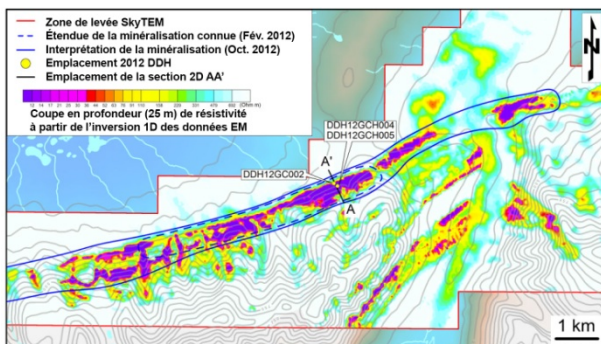 Zone de levée SkyTEM
Étendue de la minéralisation connue (Fév. 2012)
Interprétation de la minéralisation (Oct. 2012)
Emplacement 2012 DDH
Emplacement de la section 2D AA'
(Ohm m)
Coupe en profondeur (25 m) de résistivité
à partir de l'inversion 1D des données EM
N
DDH12GCH004
DDH12GCH005
A'
DDH12GC002
A
1 km